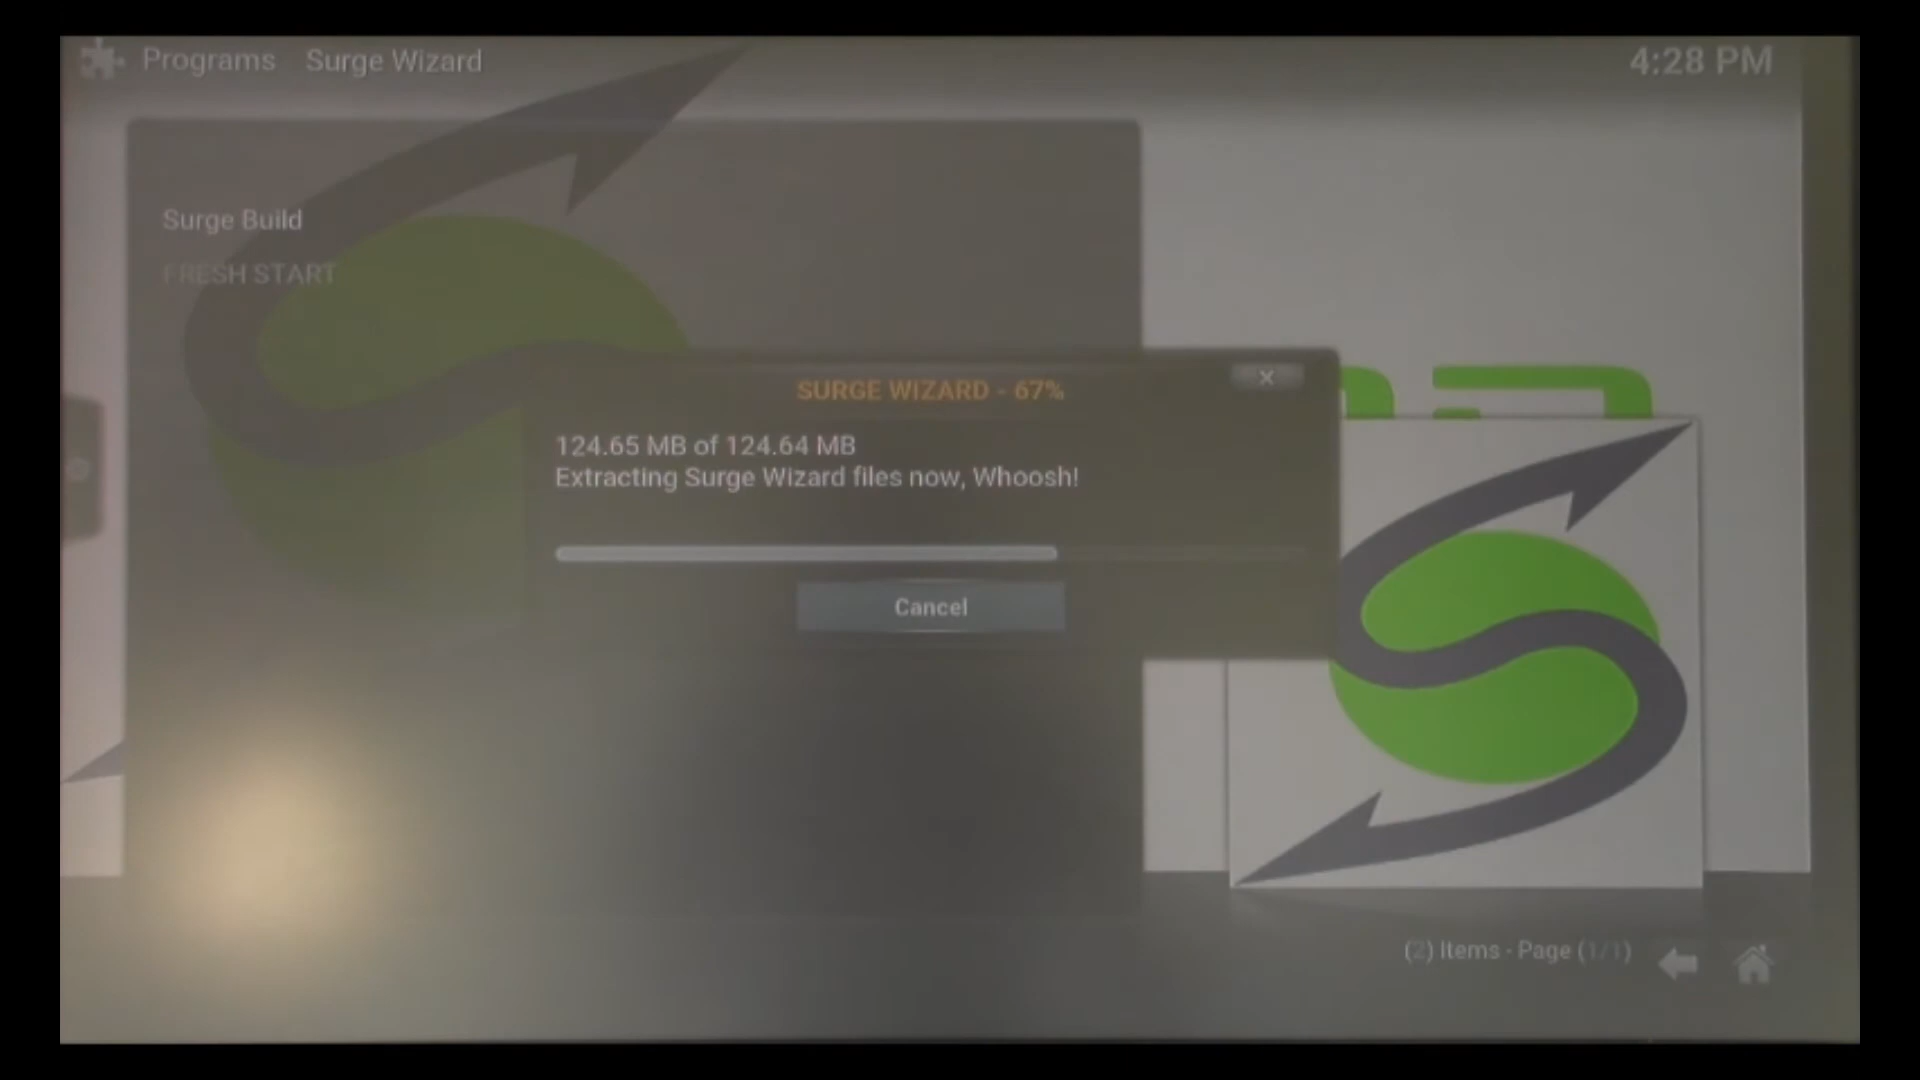 Programs Surge Wizard
4:28 PM
Surge Build
FRESH START
SURGE WIZARD - 67%
124.65 MB of 124.64 MB
Extracting Surge Wizard files now, Whoosh!
Cancel
(2) Items - Page (1/1)